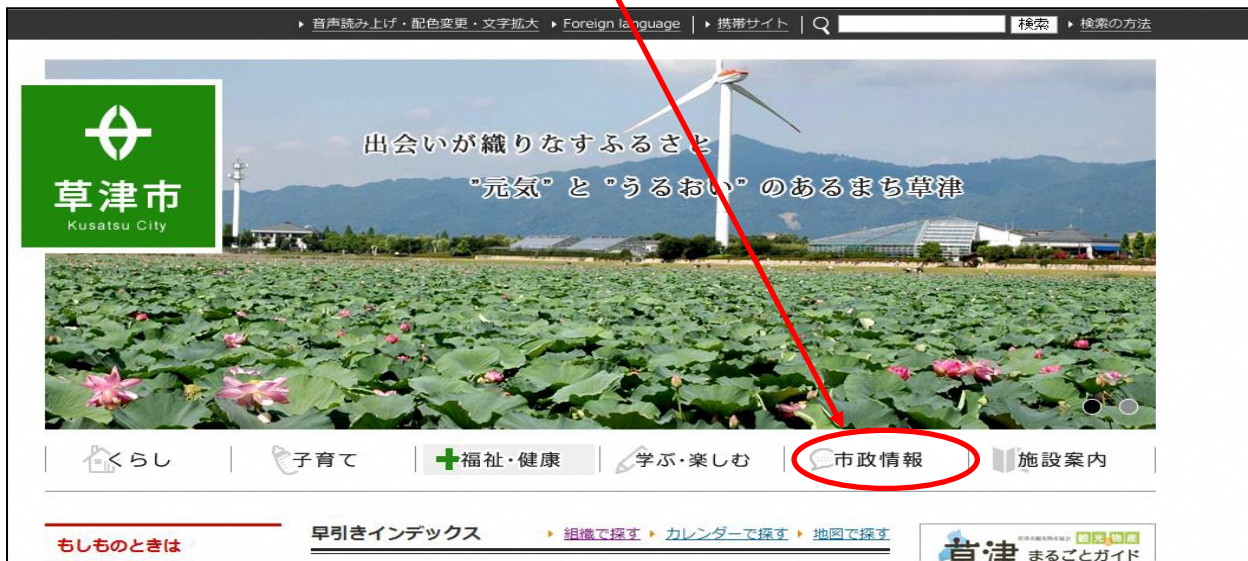 音声読み上げ・配色変更・文字拡大 Foreign language 携帯サイト 検索 検索の方法
草津市
Kusatsu City
出会いが織りなすふるさと
"元気" と "うるおい" のあるまち草津
くらし 子育て 福祉・健康 学ぶ・楽しむ 市政情報 施設案内
もしものときは
早引きインデックス 組織で探す カレンダーで探す 地図で探す
観光物産
草津 まるごとガイド